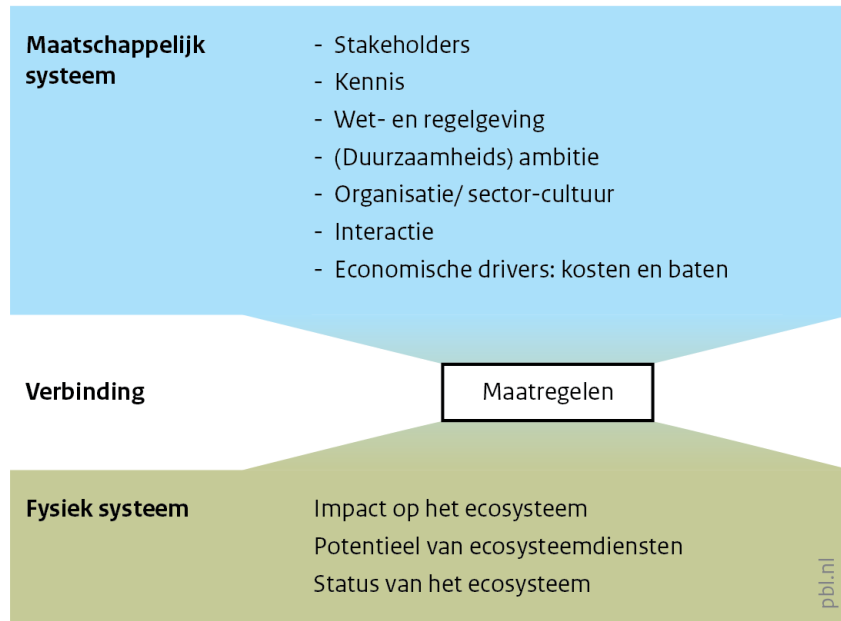 Maatschappelijk
systeem
- Stakeholders
- Kennis
- Wet- en regelgeving
- (Duurzaamheids) ambitie
- Organisatie/ sector-cultuur
- Interactie
- Economische drivers: kosten en baten
Verbinding
Maatregelen
Fysiek systeem
Impact op het ecosysteem
Potentieel van ecosysteemdiensten
Status van het ecosysteem
pbl.nl